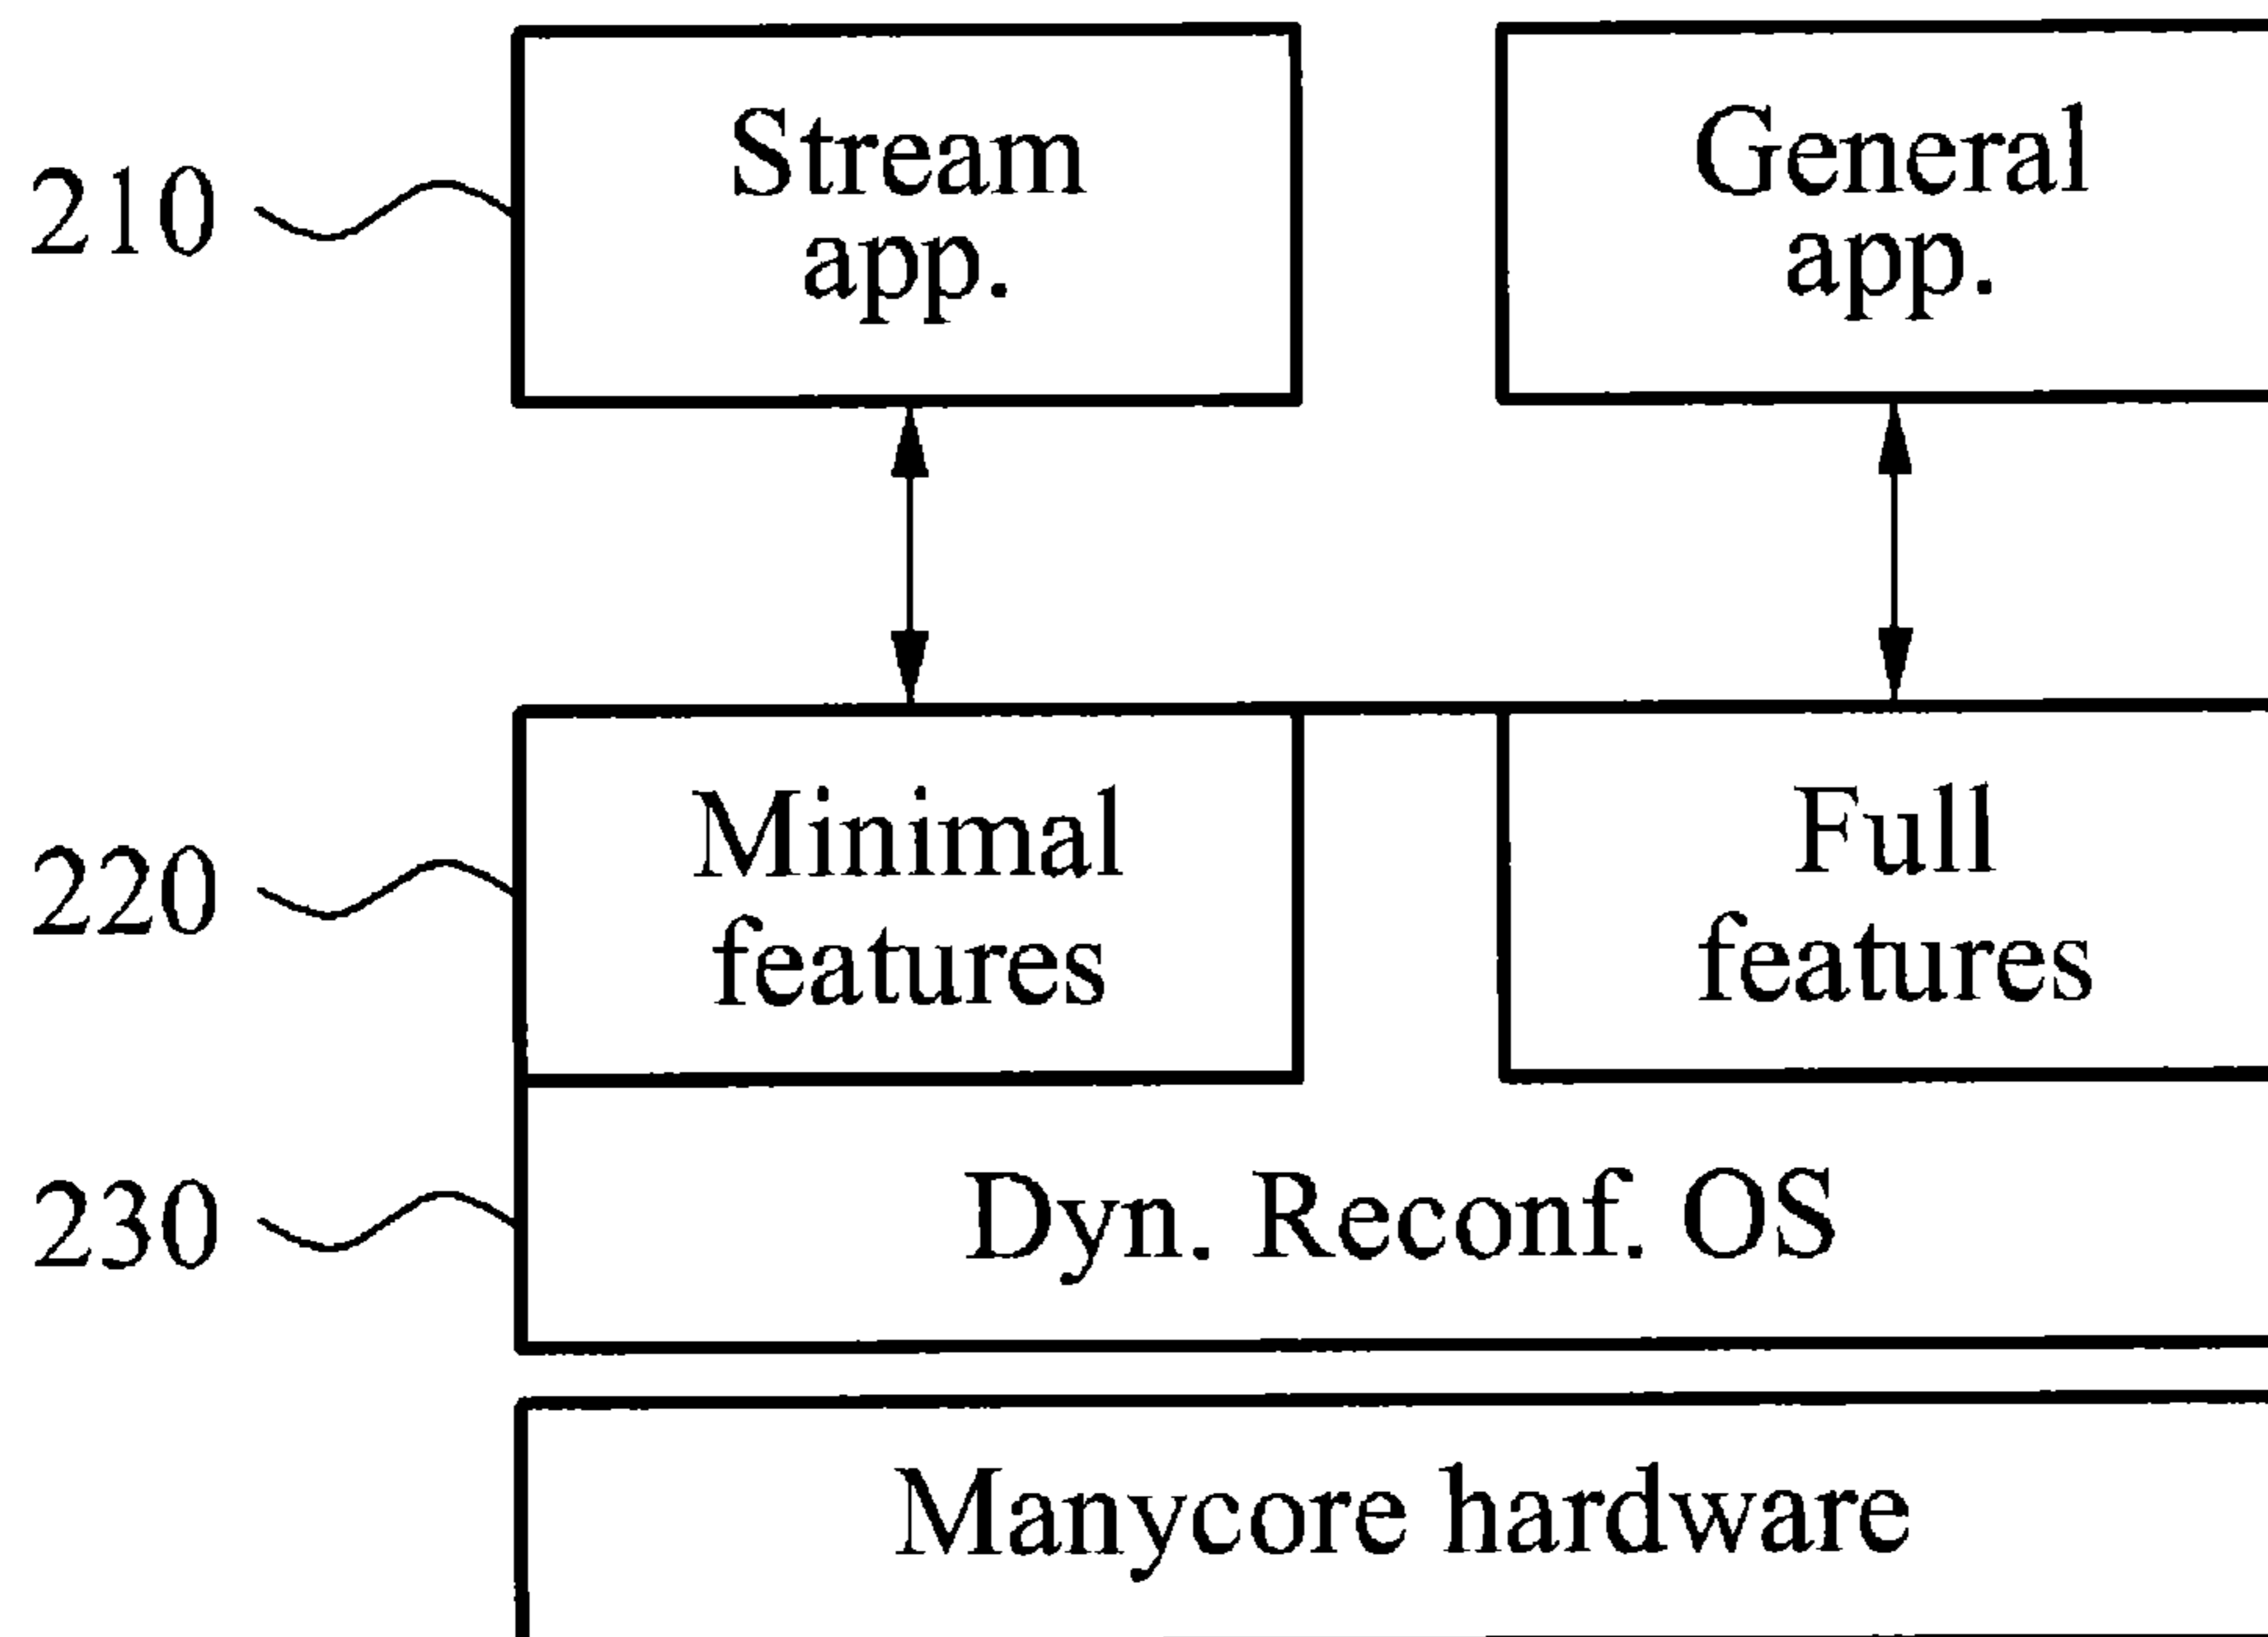 210
Stream
app.
General
app.
220
Minimal
features
Full
features
230
Dyn. Reconf. OS
Manycore hardware